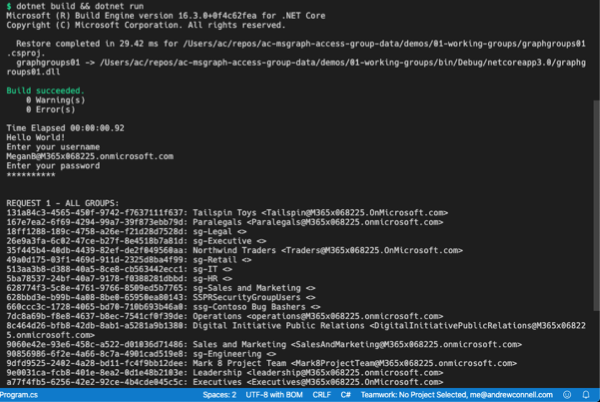 $ dotnet build && dotnet run
Microsoft (R) Build Engine version 16.3.0+0f4c62fea for .NET Core
Copyright (C) Microsoft Corporation. All rights reserved.
Restore completed in 29.42 ms for /Users/ac/repos/ac-msgraph-access-group-data/demos/01-working-groups/graphgroups01
.csproj.
graphgroups01 -> /Users/ac/repos/ac-msgraph-access-group-data/demos/01-working-groups/bin/Debug/netcoreapp3.0/graphg
roups01.dll
Build succeeded.
0 Warning(s)
0 Error(s)
Time Elapsed 00:00:00.92
Hello World!
Enter your username
MeganB@M365x068225.onmicrosoft.com
Enter your password
**********
REQUEST 1 - ALL GROUPS:
131a84c3-4565-450f-9742-f7637111f637: Tailspin Toys <Tailspin@M365x068225.OnMicrosoft.com>
167e7ea2-6f69-4294-99a7-39f873ebb79d: Paralegals <Paralegals@M365x068225.OnMicrosoft.com>
18ff1288-189c-4758-a26e-f21d28d7528d: sg-Legal <>
26e9a3fa-6c02-47ce-b27f-8e4518b7a81d: sg-Executive <>
35f445b4-40db-4439-82ef-de2f049560aa: Northwind Traders <Traders@M365x068225.OnMicrosoft.com>
49a0d175-03f1-469d-911d-2325d8ba4f99: sg-Retail <>
513aa3b8-d388-40a5-8ce8-cb563442ecc1: sg-IT <>
5ba78537-24bf-40a7-9178-f0388281dbbd: sg-HR <>
628774f3-5c8e-4761-9766-8509ed5b7765: sg-Sales and Marketing <>
628bbd3e-b99b-4a08-8be0-65950ea80143: SSPRSecurityGroupUsers <>
660ccc3c-1728-4065-bd70-710b693b46a0: ssg-Contoso Bug Bashers <>
7dc8a69b-f8e8-4637-b8ec-7541cf0f39de: Operations <operations@M365x068225.onmicrosoft.com>
8c464d26-bfb8-42db-8ab1-a5281a9b1380: Digital Initiative Public Relations <DigitalInitiativePublicRelations@M36506822
5.onmicrosoft.com>
9060e42e-93e6-458c-a522-d01036d71486: Sales and Marketing <SalesAndMarketing@M365x068225.onmicrosoft.com>
90856986-6f2e-4a66-8c7a-4901cad519e8: sg-Engineering <>
9dfd9525-2402-4a28-bd11-fc4f9bb12dee: Mark 8 Project Team <Mark8ProjectTeam@M365x068225.onmicrosoft.com>
9e0031ca-fcb8-401e-8ea2-0d1e48b2103e: Leadership <leadership@M365x068225.onmicrosoft.com>
a77f4fb5-6256-42e2-92ce-4b4cde045c5c: Executives <Executives@M365x068225.OnMicrosoft.com>
Program.cs Spaces: 2 UTF-8 with BOM CRLF C# Teamwork: No Project Selected, me@andrewconnell.com